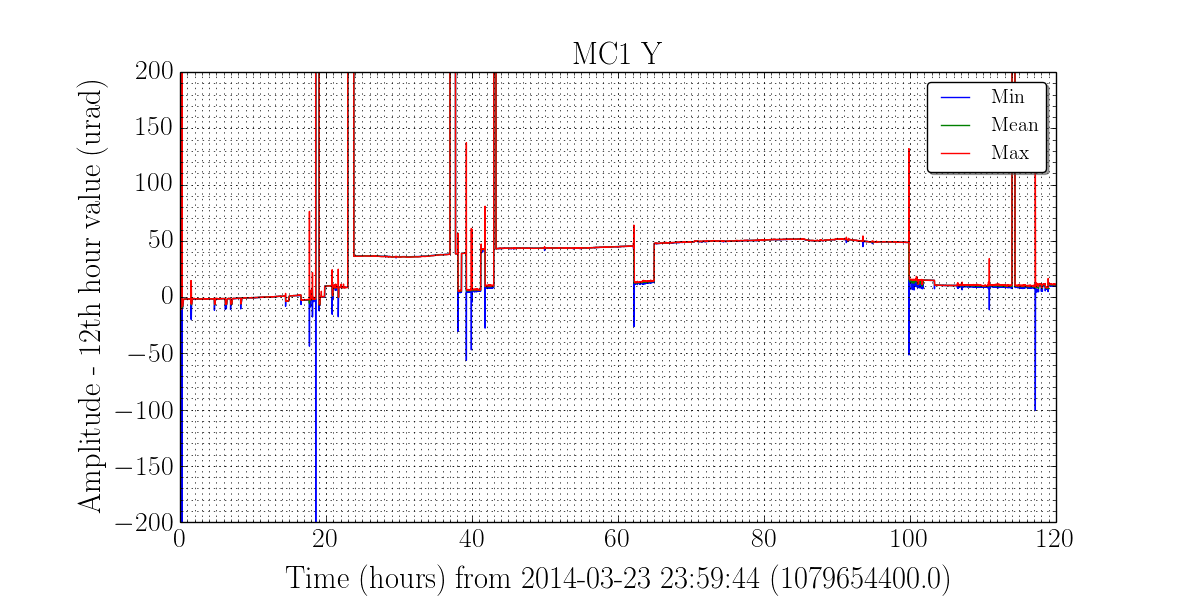 MC1 Y
Amplitude - 12th hour value (urad)
200
150
100
50
0
−50
−100
−150
−200
Min
Mean
Max
0 20 40 60 80 100 120
Time (hours) from 2014-03-23 23:59:44 (1079654400.0)